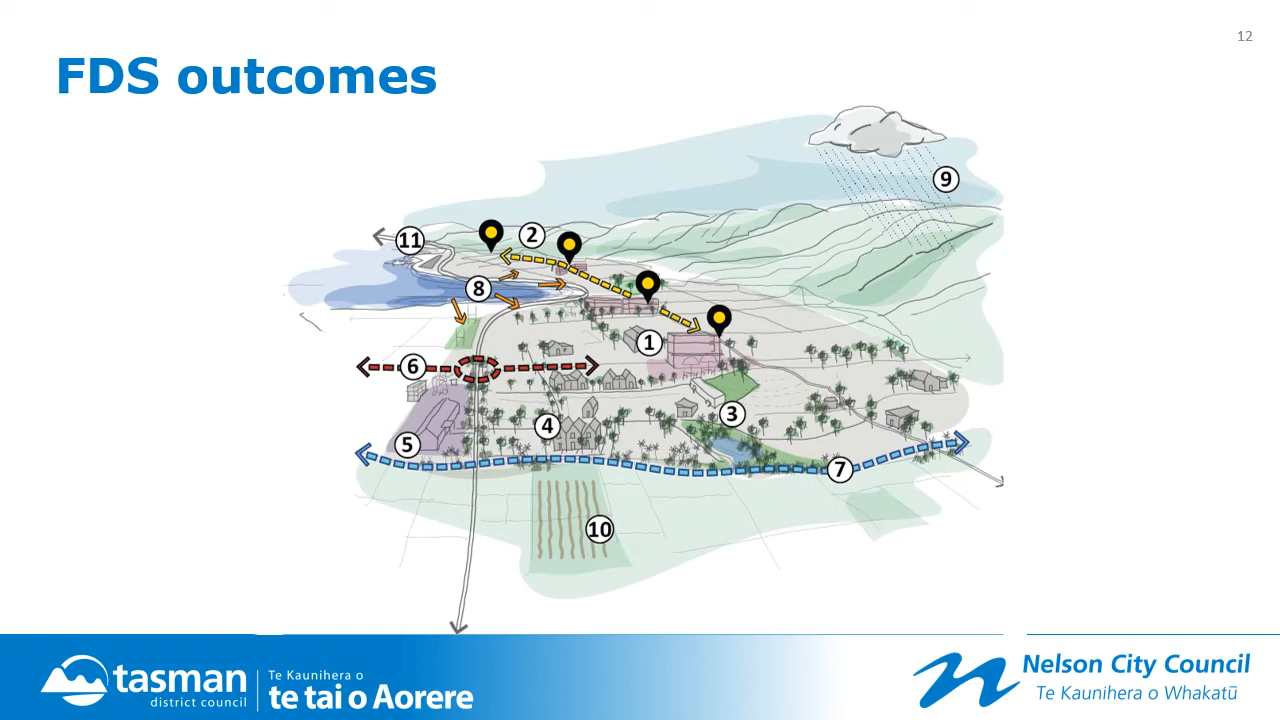 12
FDS outcomes
9
11
2
8
1
6
3
4
5
7
10
tasman
district council
Te Kaunihera o
te tai o Aorere
Nelson City Council
Te Kaunihera o Whakatū